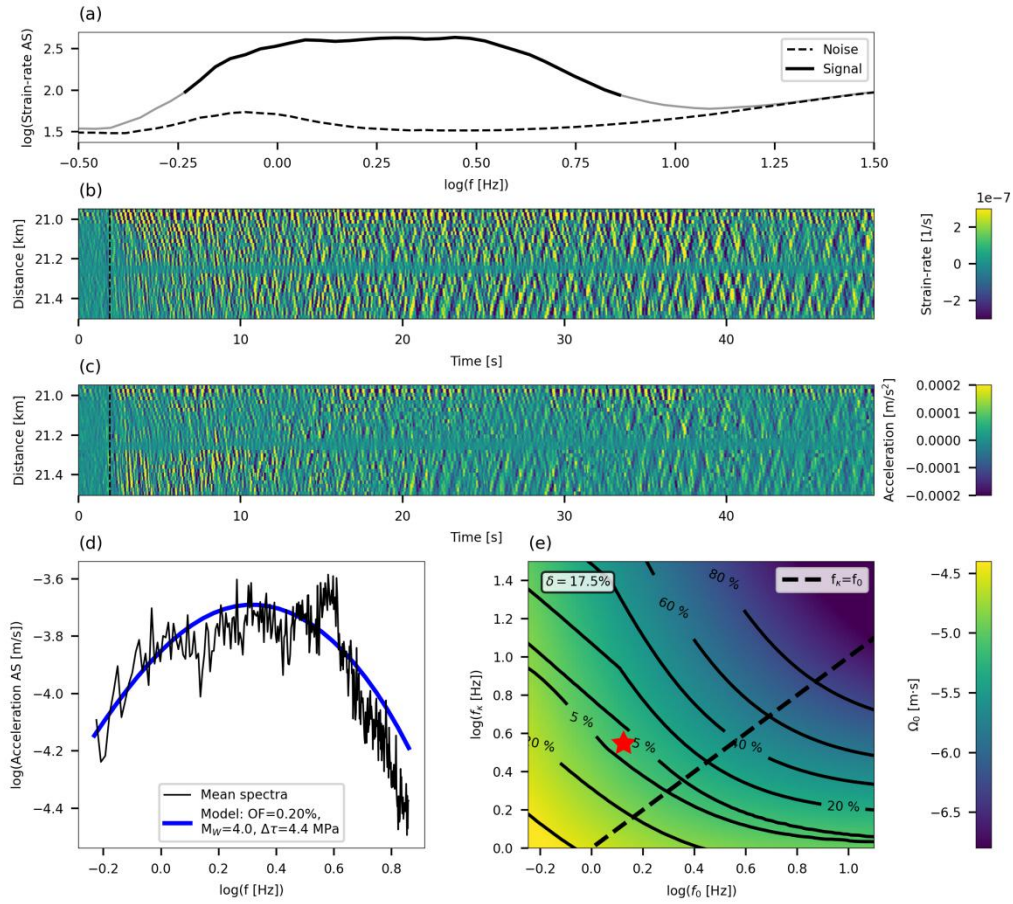 (a)
log(Strain-rate AS)
2.5
2.0
1.5
Noise
Signal
−0.50
−0.25
0.00
0.25
0.50
0.75
1.00
1.25
1.50
log(f [Hz])
(b)
Distance [km]
21.0
21.2
21.4
0
10
20
30
40
Time [s]
1e−7
2
0
−2
Strain-rate [1/s]
(c)
Distance [km]
21.0
21.2
21.4
0
10
20
30
40
Time [s]
0.0002
0.0001
0.0000
−0.0001
−0.0002
Acceleration [m/s²]
(d)
log(Acceleration AS [m/s])
−3.6
−3.8
−4.0
−4.2
−4.4
Mean spectra
Model: OF=0.20%,
M_W=4.0, Δτ=4.4 MPa
−0.2
0.0
0.2
0.4
0.6
0.8
log(f [Hz])
(e)
log(f_κ [Hz])
1.4
1.2
1.0
0.8
0.6
0.4
0.2
0.0
δ = 17.5%
f_κ=f_0
80 %
60 %
5 %
5 %
40 %
20 %
20 %
−0.2
0.0
0.2
0.4
0.6
0.8
1.0
log(f_0 [Hz])
−4.5
−5.0
−5.5
−6.0
−6.5
Ω_0 [m·s]